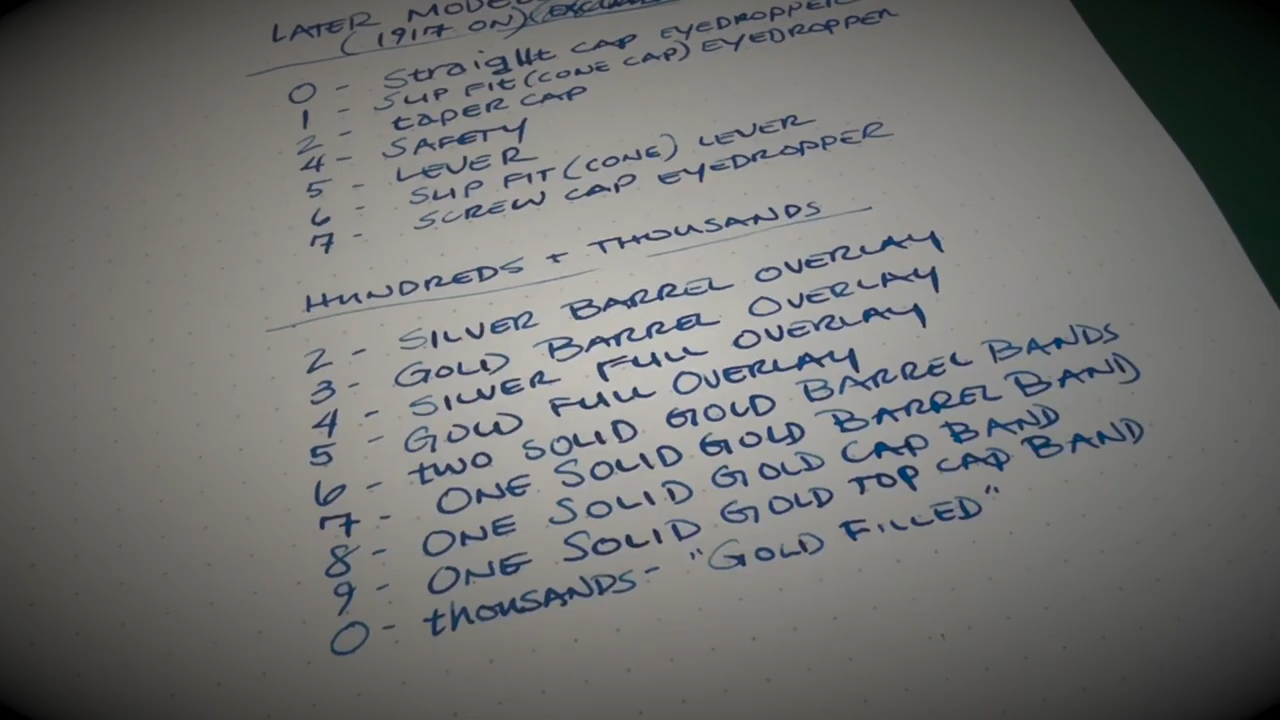 LATER MODE
(1917 ON)
0 - Straight CAP EYEDROPPER
1 - SLIP Fit (CONE CAP) EYEDROPPER
2 - taPER CAP
4 - SAFETY
5 - LEVER
6 - SLIP FIT (CONE) LEVER
7 - SCREW CAP EYEDROPPER
HUNDREDS + THOUSANDS
2 - SILVER BARREL OVERLAY
3 - GOLD BARREL OVERLAY
4 - SILVER FULL OVERLAY
5 - GOLD FULL OVERLAY
6 - tWO SOLID GOLD BARREL BANDS
7 - ONE SOLID GOLD BARREL BAND
8 - ONE SOLID GOLD CAP BAND
9 - ONE SOLID GOLD TOP CAP BAND
0 - thOUSANDS - "GOLD FILLED"